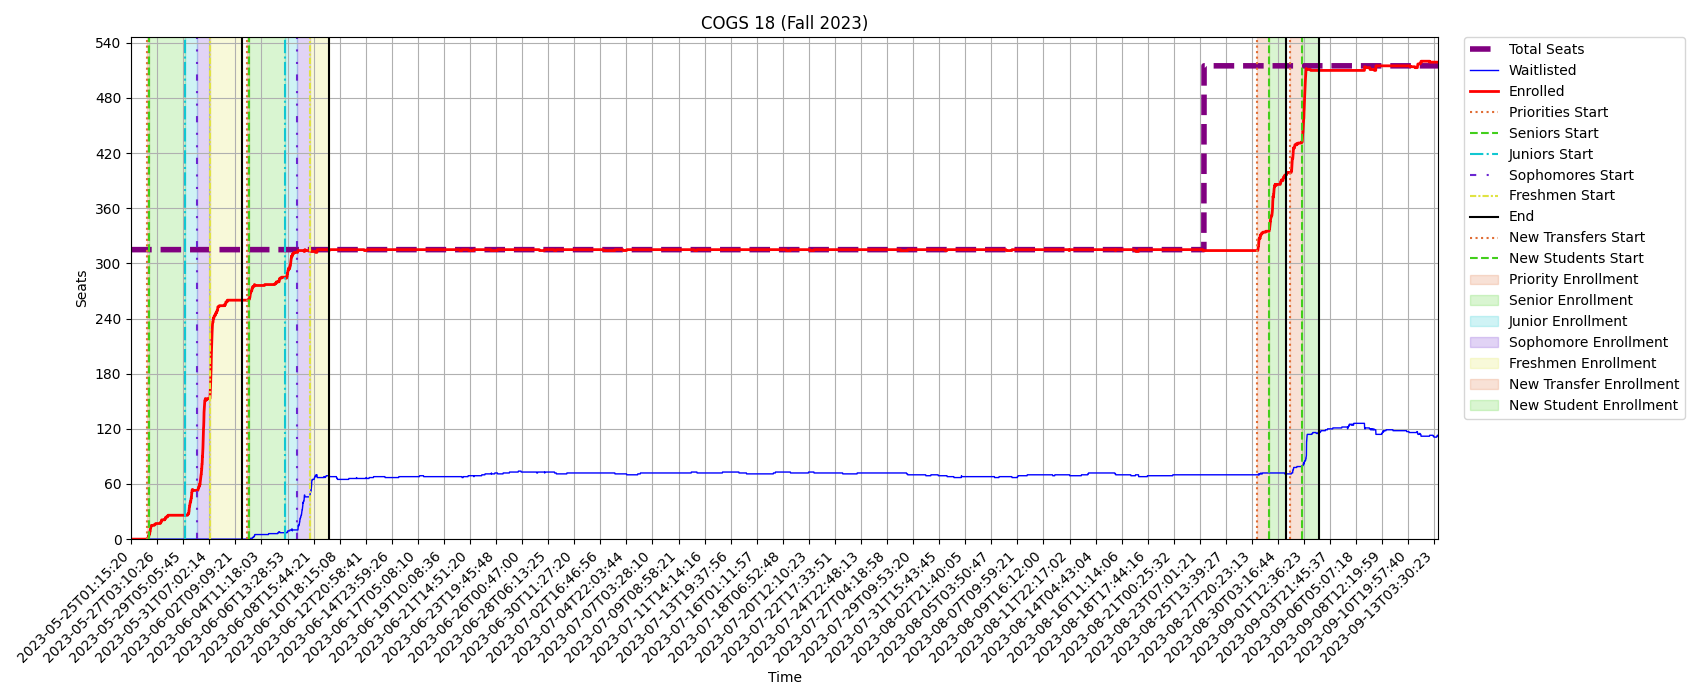 COGS 18 (Fall 2023)
540
480
420
360
300
240
180
120
60
0
Seats
2023-05-25T01:15:20
2023-05-27T03:10:26
2023-05-29T05:05:45
2023-05-31T07:02:14
2023-06-02T09:09:21
2023-06-04T11:18:03
2023-06-06T13:28:53
2023-06-08T15:44:21
2023-06-10T18:15:08
2023-06-12T20:58:41
2023-06-14T23:59:26
2023-06-17T05:08:10
2023-06-19T10:08:36
2023-06-21T14:51:20
2023-06-23T19:45:48
2023-06-26T00:47:00
2023-06-28T06:13:25
2023-06-30T11:27:20
2023-07-02T16:46:56
2023-07-04T22:03:44
2023-07-07T03:28:10
2023-07-09T08:58:21
2023-07-11T14:14:16
2023-07-13T19:37:56
2023-07-16T01:11:57
2023-07-18T06:52:48
2023-07-20T12:10:23
2023-07-22T17:33:51
2023-07-24T22:48:13
2023-07-27T04:18:58
2023-07-29T09:53:20
2023-07-31T15:43:45
2023-08-02T21:40:05
2023-08-05T03:50:47
2023-08-07T09:59:21
2023-08-09T16:12:00
2023-08-11T22:17:02
2023-08-14T04:43:04
2023-08-16T11:14:06
2023-08-18T17:44:16
2023-08-21T00:25:32
2023-08-23T07:01:21
2023-08-25T13:39:27
2023-08-27T20:23:13
2023-08-30T03:16:44
2023-09-01T12:36:23
2023-09-03T21:45:37
2023-09-06T05:07:18
2023-09-08T12:19:59
2023-09-10T19:57:40
2023-09-13T03:30:23
Time
Total Seats
Waitlisted
Enrolled
Priorities Start
Seniors Start
Juniors Start
Sophomores Start
Freshmen Start
End
New Transfers Start
New Students Start
Priority Enrollment
Senior Enrollment
Junior Enrollment
Sophomore Enrollment
Freshmen Enrollment
New Transfer Enrollment
New Student Enrollment